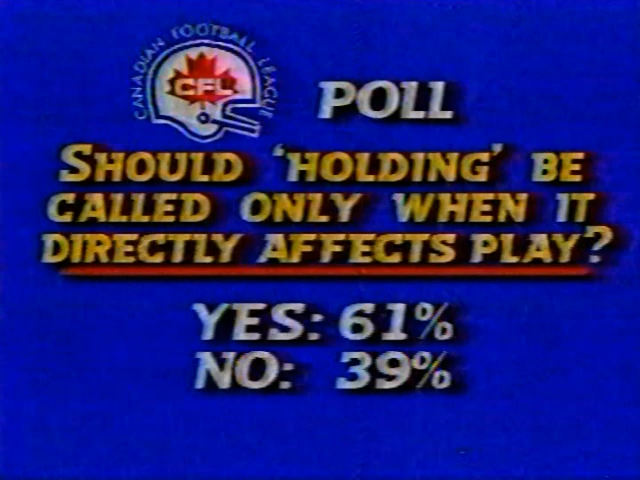 CANADIAN FOOTBALL LEAGUE
CFL
POLL
SHOULD 'HOLDING' BE
CALLED ONLY WHEN IT
DIRECTLY AFFECTS PLAY?
YES: 61%
NO: 39%